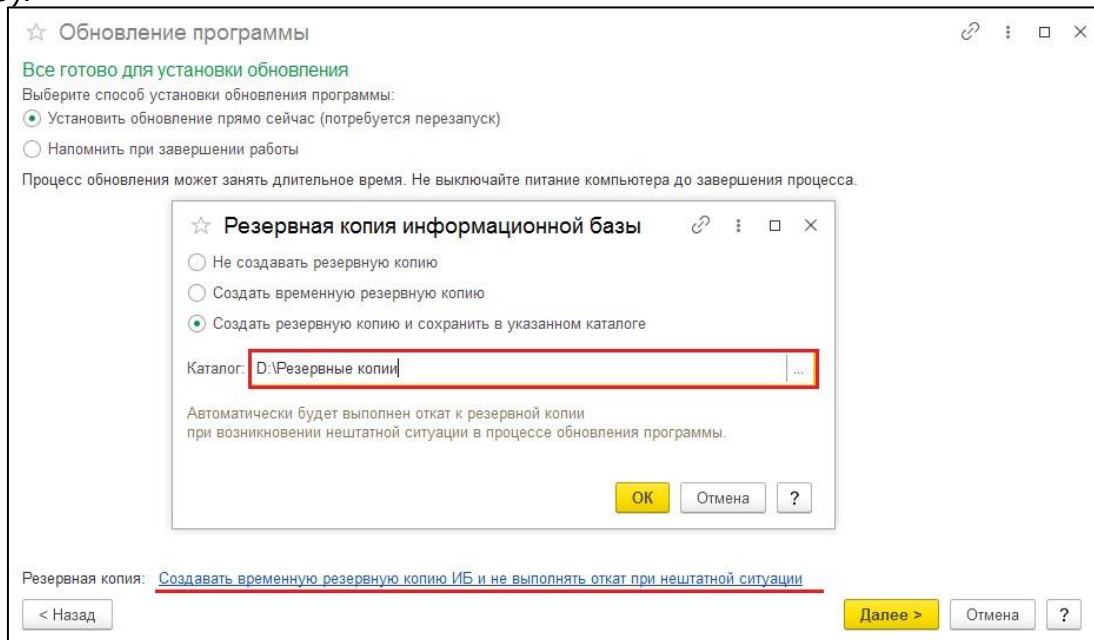 Обновление программы
Все готово для установки обновления
Выберите способ установки обновления программы:
Установить обновление прямо сейчас (потребуется перезапуск)
Напомнить при завершении работы
Процесс обновления может занять длительное время. Не выключайте питание компьютера до завершения процесса.
Резервная копия информационной базы
Не создавать резервную копию
Создать временную резервную копию
Создать резервную копию и сохранить в указанном каталоге
Каталог: D:\Резервные копии ...
Автоматически будет выполнен откат к резервной копии
при возникновении нештатной ситуации в процессе обновления программы.
ОК Отмена ?
Резервная копия: Создавать временную резервную копию ИБ и не выполнять откат при нештатной ситуации
< Назад Далее > Отмена ?